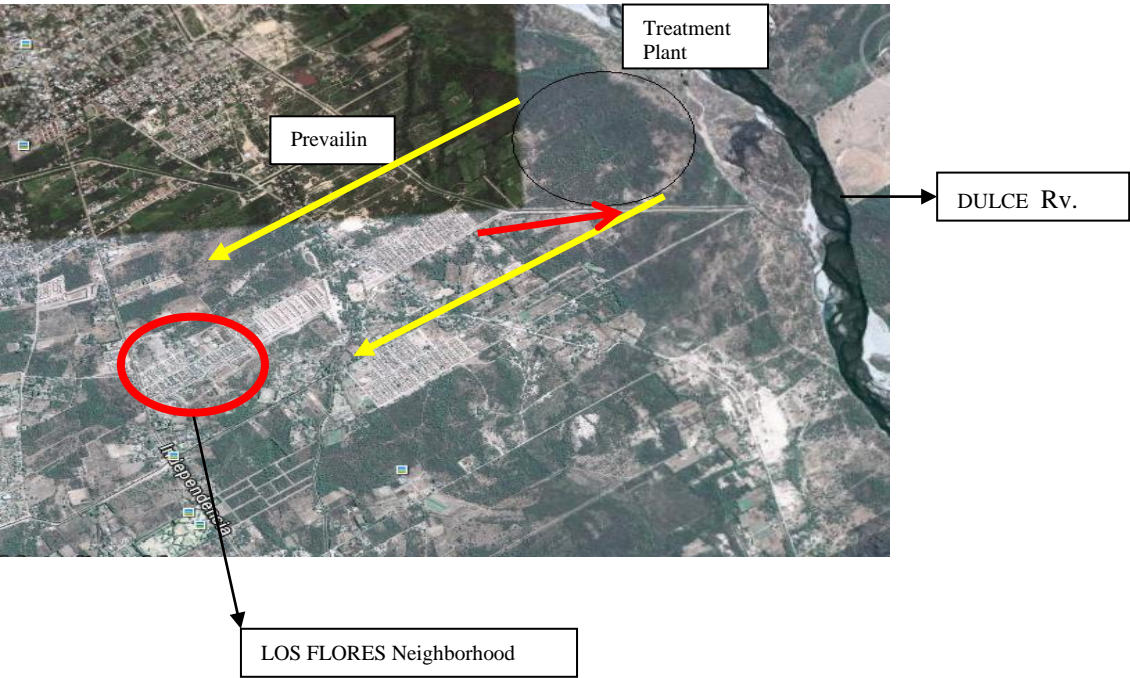 Treatment
Plant
Prevailin
DULCE Rv.
Independencia
LOS FLORES Neighborhood